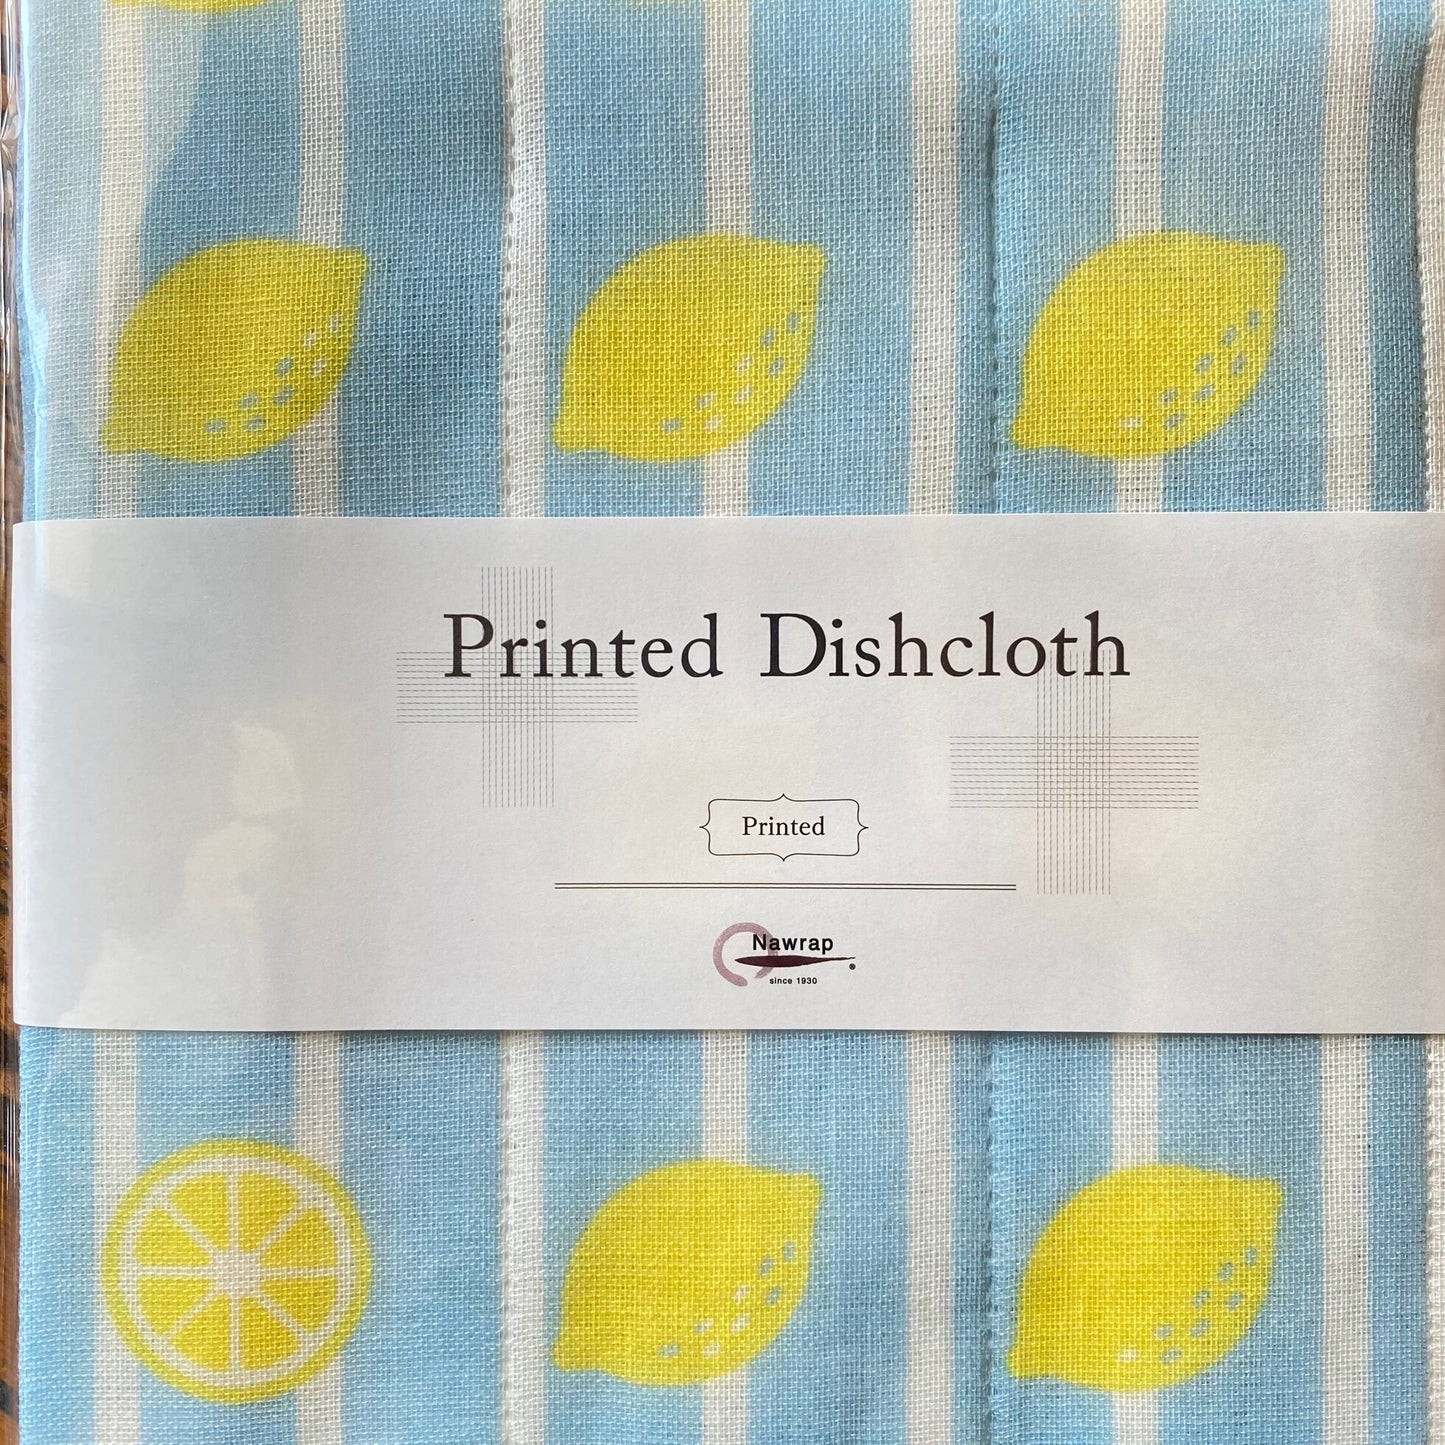 Printed Dishcloth
Printed
Nawrap
®
since 1930